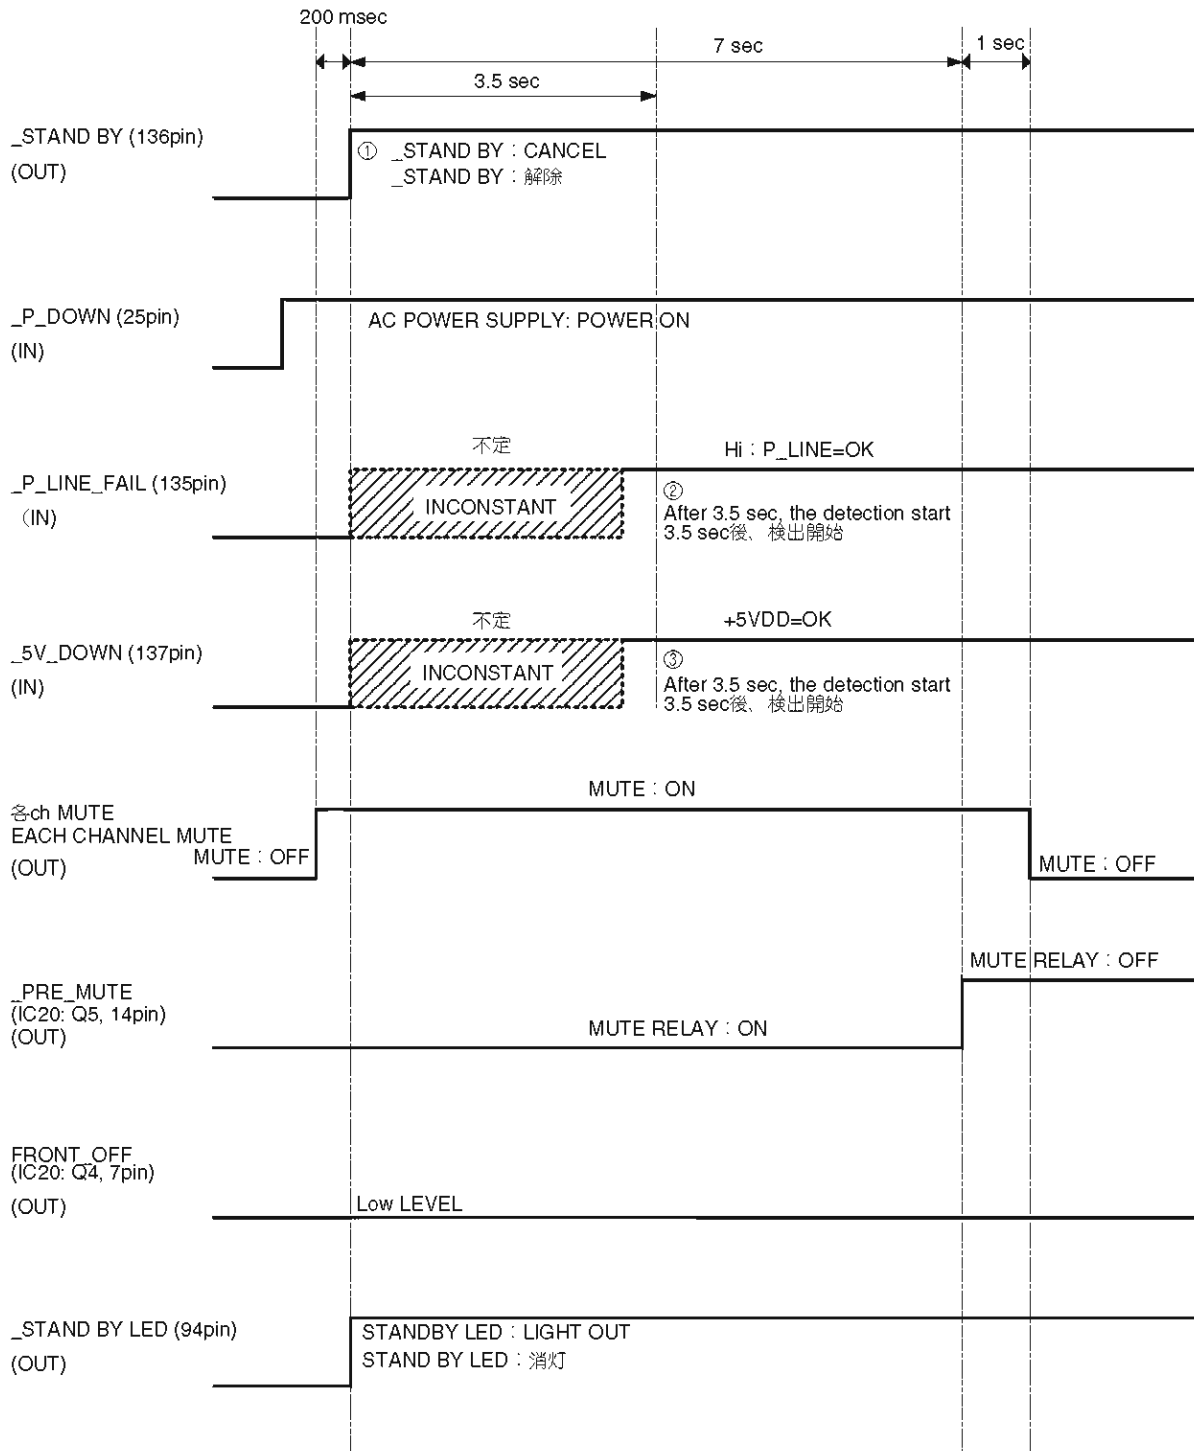 200 msec
7 sec
1 sec
3.5 sec
_STAND BY (136pin)
(OUT)
① _STAND BY : CANCEL
_STAND BY : 解除
_P_DOWN (25pin)
(IN)
AC POWER SUPPLY: POWER ON
不定
Hi : P_LINE=OK
_P_LINE_FAIL (135pin)
(IN)
INCONSTANT
②
After 3.5 sec, the detection start
3.5 sec後、検出開始
不定
+5VDD=OK
_5V_DOWN (137pin)
(IN)
INCONSTANT
③
After 3.5 sec, the detection start
3.5 sec後、検出開始
MUTE : ON
各ch MUTE
EACH CHANNEL MUTE
(OUT)
MUTE : OFF
MUTE : OFF
MUTE RELAY : OFF
_PRE_MUTE
(IC20: Q5, 14pin)
(OUT)
MUTE RELAY : ON
FRONT_OFF
(IC20: Q4, 7pin)
(OUT)
Low LEVEL
_STAND BY LED (94pin)
(OUT)
STANDBY LED : LIGHT OUT
STAND BY LED : 消灯